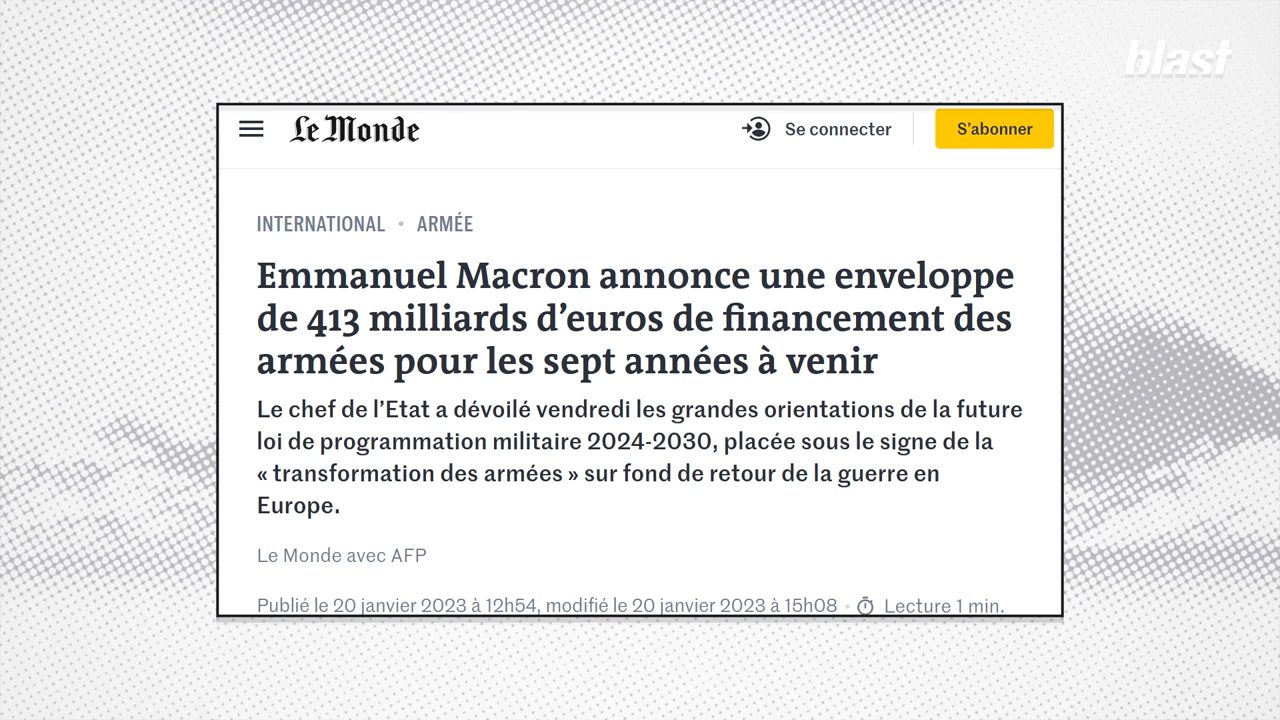 blast
Le Monde
Se connecter
S’abonner
INTERNATIONAL • ARMÉE
Emmanuel Macron annonce une enveloppe
de 413 milliards d’euros de financement des
armées pour les sept années à venir
Le chef de l’Etat a dévoilé vendredi les grandes orientations de la future
loi de programmation militaire 2024-2030, placée sous le signe de la
« transformation des armées » sur fond de retour de la guerre en
Europe.
Le Monde avec AFP
Publié le 20 janvier 2023 à 12h54, modifié le 20 janvier 2023 à 15h08 • Lecture 1 min.